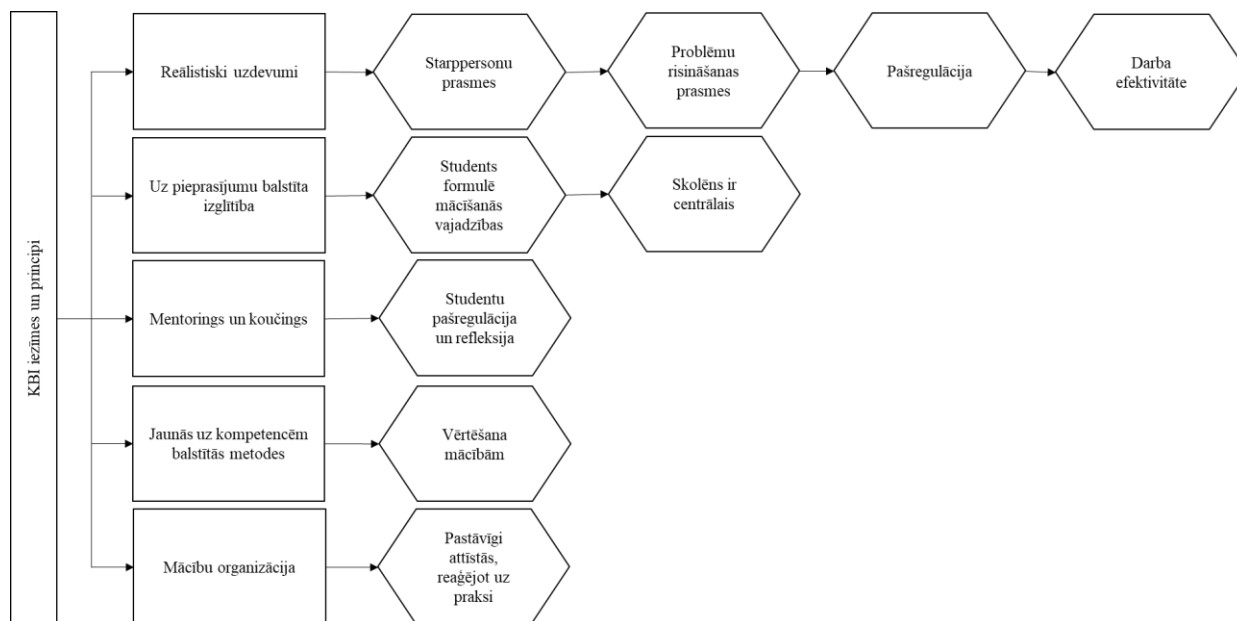 KBI iezīmes un principi
Reālistiski uzdevumi
Starppersonu
prasmes
Problēmu
risināšanas
prasmes
Pašregulācija
Darba
efektivitāte
Uz pieprasījumu balstīta
izglītība
Students
formulē
mācīšanās
vajadzības
Skolēns ir
centrālais
Mentorings un koučings
Studentu
pašregulācija
un refleksija
Jaunās uz kompetencēm
balstītās metodes
Vērtēšana
mācībām
Mācību organizācija
Pastāvīgi
attīstās,
reaģējot uz
praksi